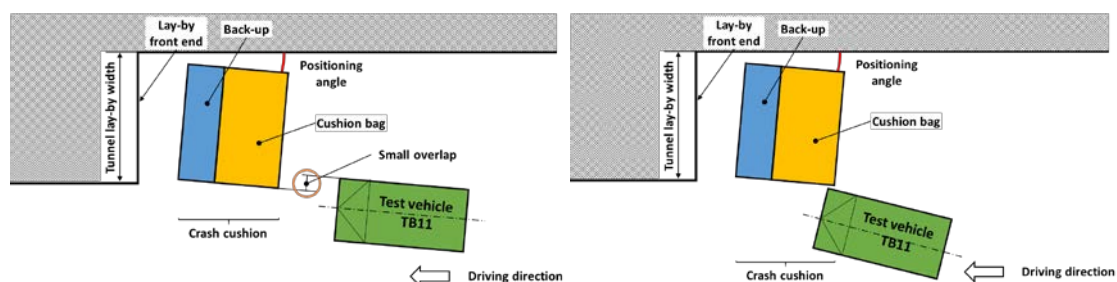 Lay-by
front end
Back-up
Positioning
angle
Tunnel lay-by width
Cushion bag
Small overlap
Test vehicle
TB11
Crash cushion
Driving direction
Lay-by
front end
Back-up
Positioning
angle
Tunnel lay-by width
Cushion bag
Test vehicle
TB11
Crash cushion
Driving direction